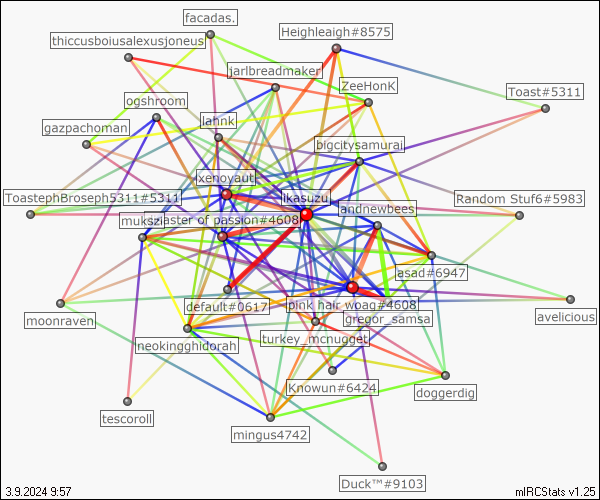 facadas.
Heighleaigh#8575
thiccusboiusalexusjoneus
jarlbreadmaker
ZeeHonK
Toast#5311
ogshroom
lahnk
gazpachoman
bigcitysamurai
xenoyaut
ToastephBroseph5311#5311
ikasuzu
Random Stuf6#5983
andnewbees
aster of passion#4608
asad#6947
default#0617
pink hair woag#4608
gregor_samsa
avelicious
moonraven
neokinghidorah
turkey_mcnugget
Knowun#6424
doggerdig
tescoroll
mingus4742
Duck™#9103
3.9.2024 9:57
mIRCStats v1.25